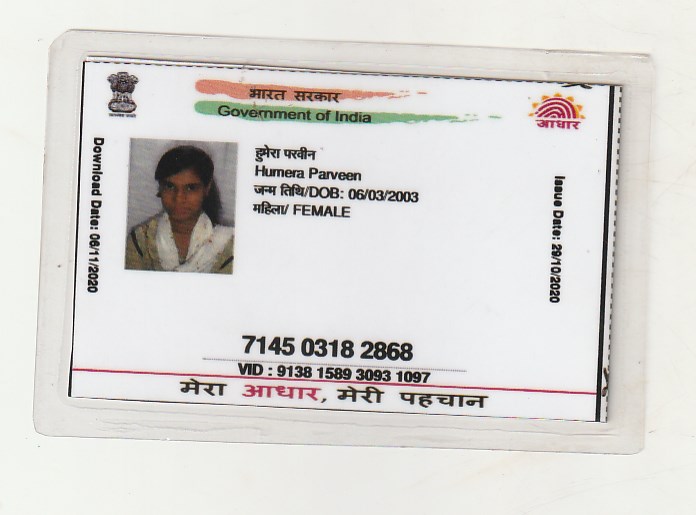 भारत सरकार
Government of India
आधार
Download Date: 06/11/2020
हुमेरा परवीन
Humera Parveen
जन्म तिथि/DOB: 06/03/2003
महिला/ FEMALE
Issue Date: 29/10/2020
7145 0318 2868
VID : 9138 1589 3093 1097
मेरा आधार, मेरी पहचान